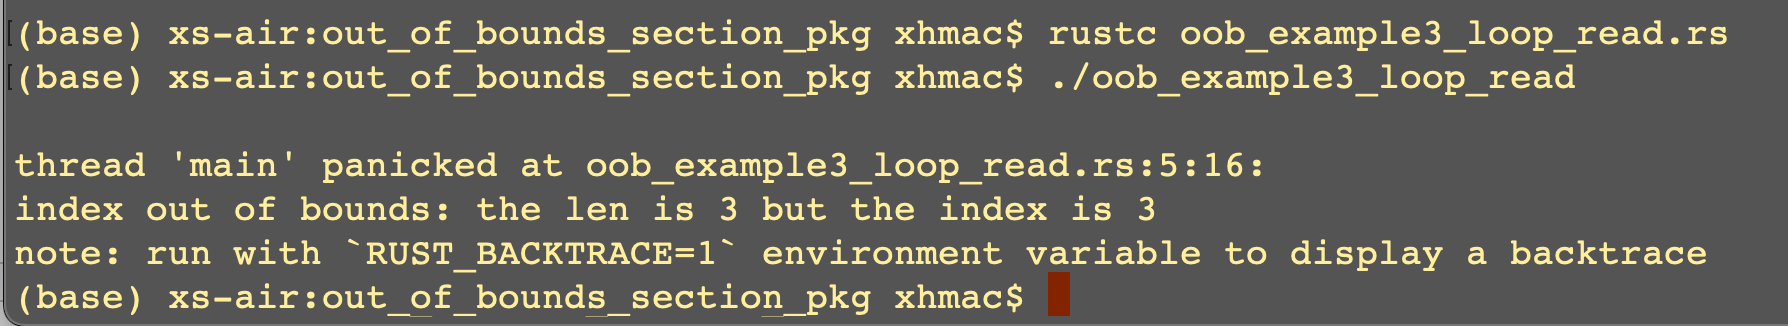 (base) xs-air:out_of_bounds_section_pkg xhmac$ rustc oob_example3_loop_read.rs
(base) xs-air:out_of_bounds_section_pkg xhmac$ ./oob_example3_loop_read
thread 'main' panicked at oob_example3_loop_read.rs:5:16:
index out of bounds: the len is 3 but the index is 3
note: run with `RUST_BACKTRACE=1` environment variable to display a backtrace
(base) xs-air:out_of_bounds_section_pkg xhmac$